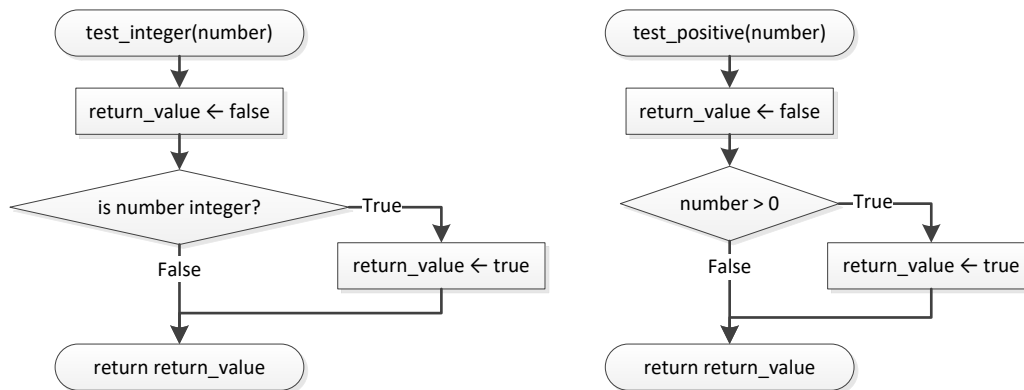 test_integer(number)
return_value ← false
is number integer?
True
False
return_value ← true
return return_value
test_positive(number)
return_value ← false
number > 0
True
False
return_value ← true
return return_value